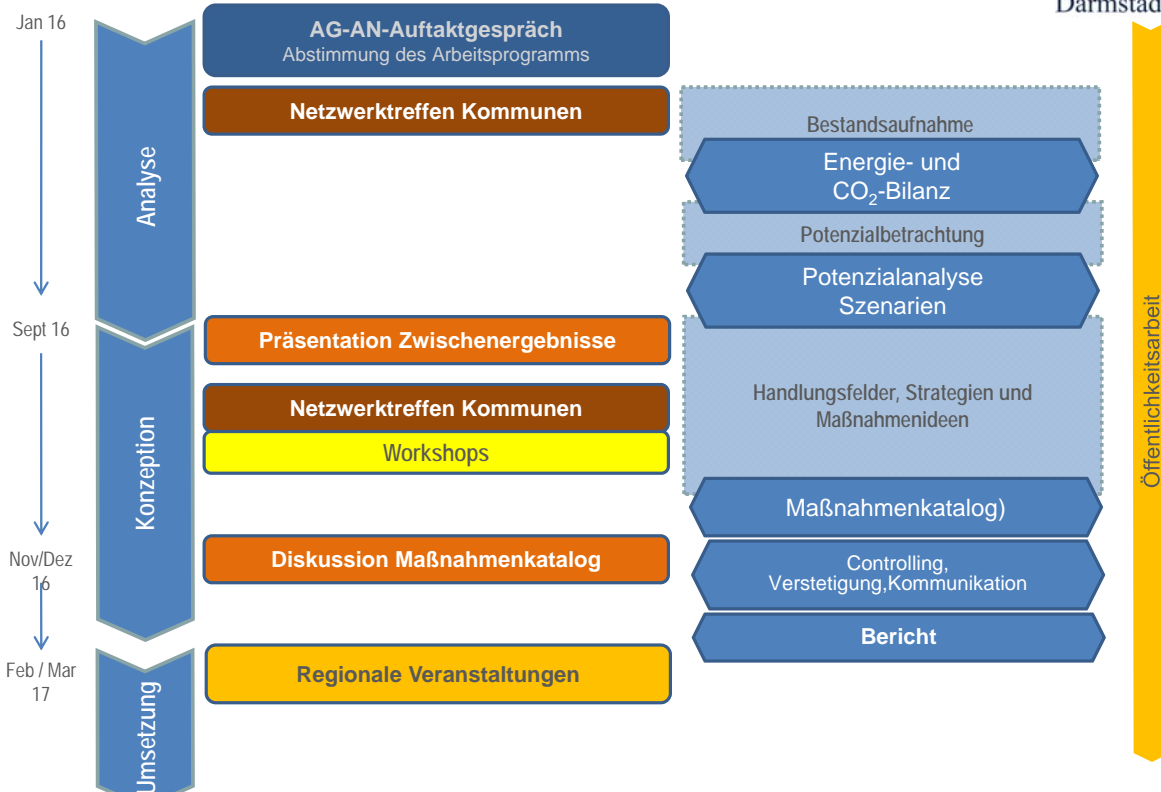 Darmstad
Jan 16
Sept 16
Nov/Dez
16
Feb / Mar
17
Analyse
Konzeption
Umsetzung
AG-AN-Auftaktgespräch
Abstimmung des Arbeitsprogramms
Netzwerktreffen Kommunen
Präsentation Zwischenergebnisse
Netzwerktreffen Kommunen
Workshops
Diskussion Maßnahmenkatalog
Regionale Veranstaltungen
Bestandsaufnahme
Energie- und
CO₂-Bilanz
Potenzialbetrachtung
Potenzialanalyse
Szenarien
Handlungsfelder, Strategien und
Maßnahmenideen
Maßnahmenkatalog)
Controlling,
Verstetigung,Kommunikation
Bericht
Öffentlichkeitsarbeit